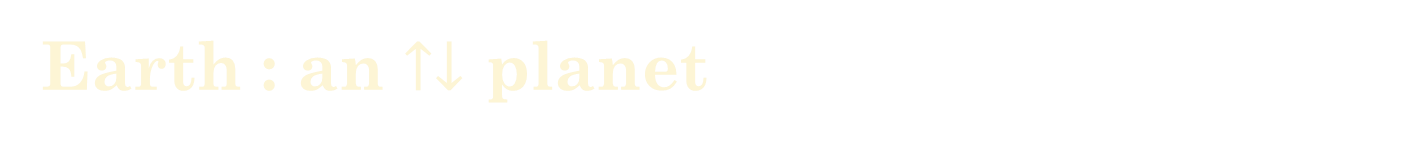 Earth : an ↑↓ planet